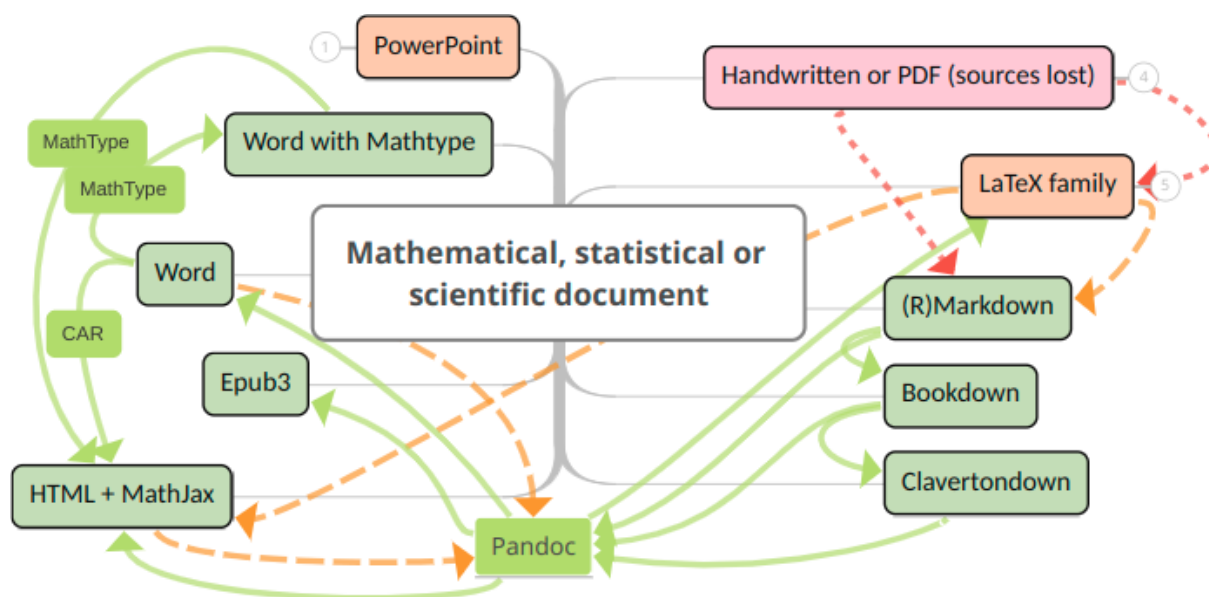 1
PowerPoint
Handwritten or PDF (sources lost)
4
MathType
Word with Mathtype
MathType
LaTeX family
5
Mathematical, statistical or
scientific document
Word
(R)Markdown
CAR
Epub3
Bookdown
Clavertondown
HTML + MathJax
Pandoc